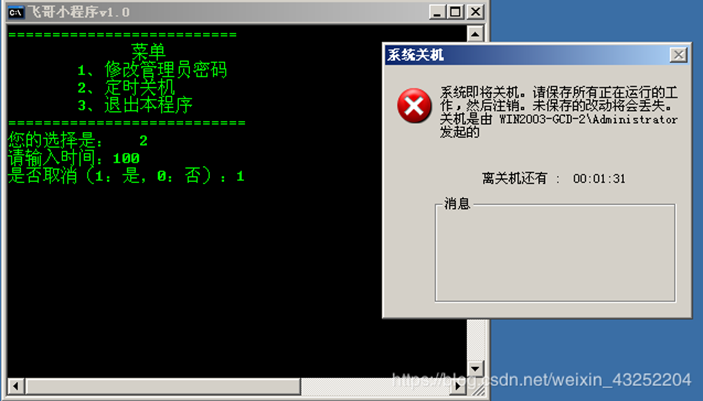 飞哥小程序v1.0
===========================
菜单
1、修改管理员密码
2、定时关机
3、退出本程序
===========================
您的选择是： 2
请输入时间：100
是否取消（1：是，0：否）：1
系统关机
系统即将关机。请保存所有正在运行的工
作，然后注销。未保存的改动将会丢失。
关机是由 WIN2003-GCD-2\Administrator
发起的
离关机还有 ： 00:01:31
消息
https://blog.csdn.net/weixin_43252204